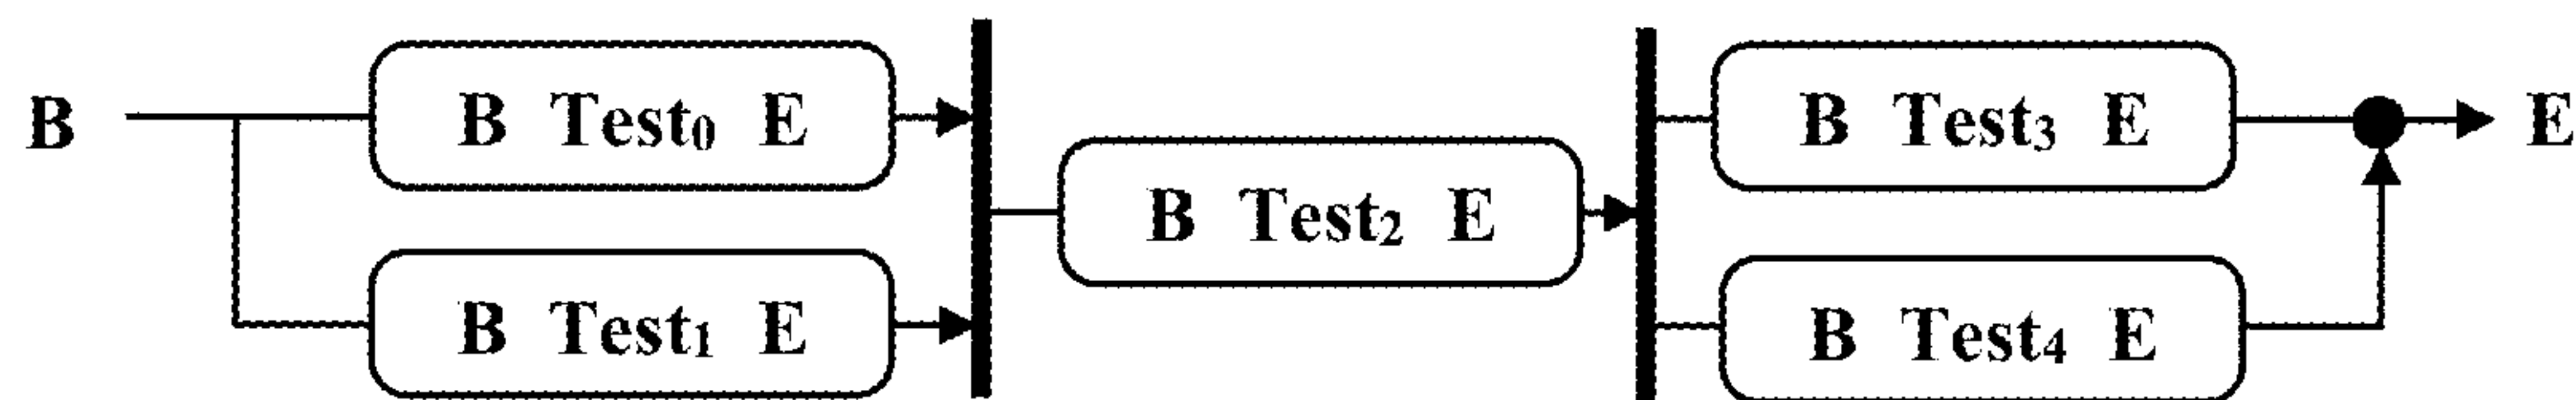 B
B Test₀ E
B Test₁ E
B Test₂ E
B Test₃ E
B Test₄ E
E